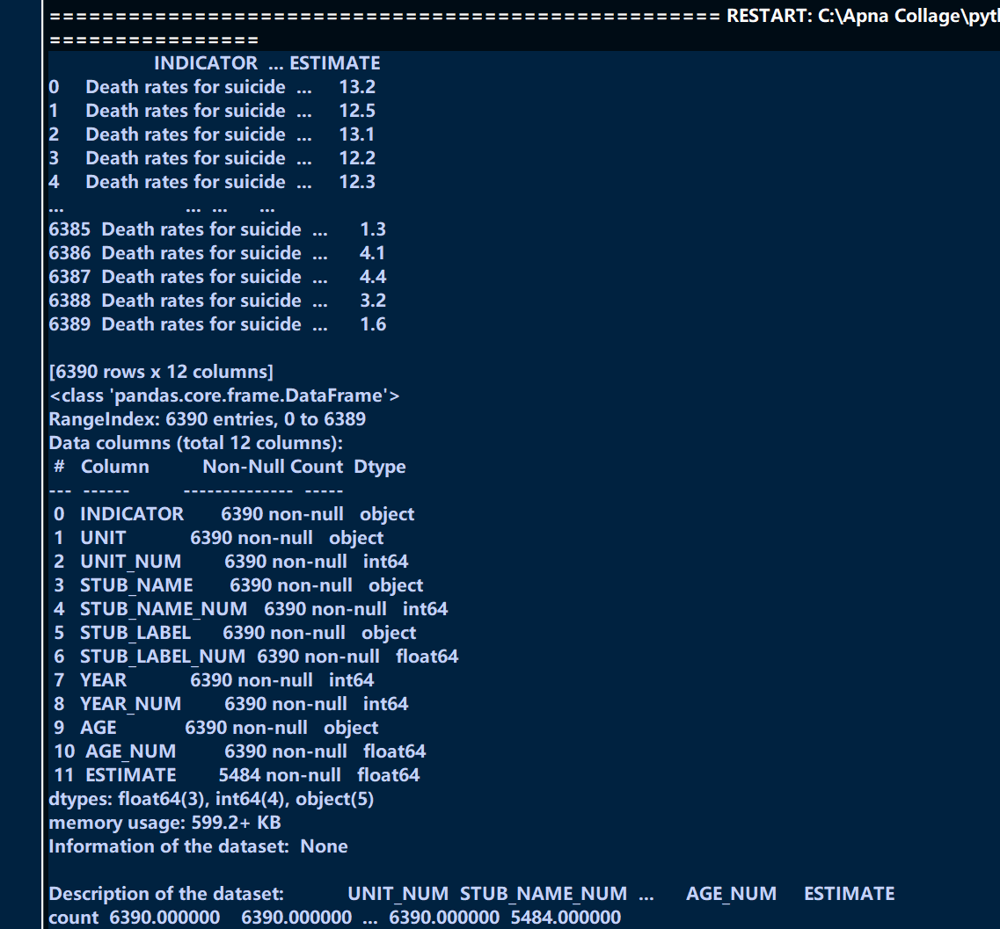 =================================================== RESTART: C:\Apna Collage\pyth
================
INDICATOR ... ESTIMATE
0 Death rates for suicide ... 13.2
1 Death rates for suicide ... 12.5
2 Death rates for suicide ... 13.1
3 Death rates for suicide ... 12.2
4 Death rates for suicide ... 12.3
... ... ... ...
6385 Death rates for suicide ... 1.3
6386 Death rates for suicide ... 4.1
6387 Death rates for suicide ... 4.4
6388 Death rates for suicide ... 3.2
6389 Death rates for suicide ... 1.6
[6390 rows x 12 columns]
<class 'pandas.core.frame.DataFrame'>
RangeIndex: 6390 entries, 0 to 6389
Data columns (total 12 columns):
# Column Non-Null Count Dtype
--- ------ -------------- -----
0 INDICATOR 6390 non-null object
1 UNIT 6390 non-null object
2 UNIT_NUM 6390 non-null int64
3 STUB_NAME 6390 non-null object
4 STUB_NAME_NUM 6390 non-null int64
5 STUB_LABEL 6390 non-null object
6 STUB_LABEL_NUM 6390 non-null float64
7 YEAR 6390 non-null int64
8 YEAR_NUM 6390 non-null int64
9 AGE 6390 non-null object
10 AGE_NUM 6390 non-null float64
11 ESTIMATE 5484 non-null float64
dtypes: float64(3), int64(4), object(5)
memory usage: 599.2+ KB
Information of the dataset: None
Description of the dataset: UNIT_NUM STUB_NAME_NUM ... AGE_NUM ESTIMATE
count 6390.000000 6390.000000 ... 6390.000000 5484.000000